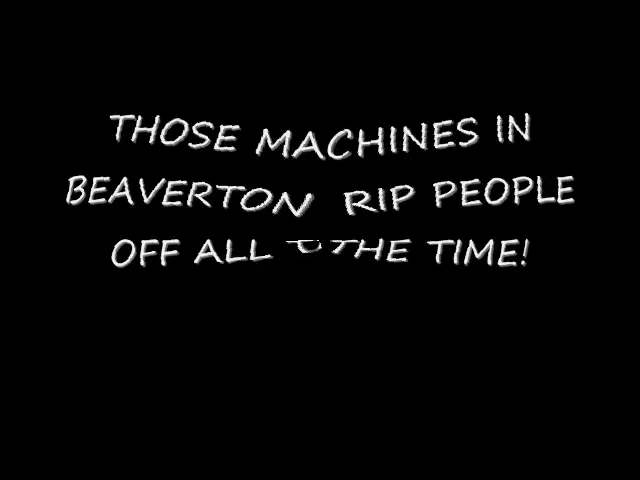 THOSE MACHINES IN
BEAVERTON RIP PEOPLE
OFF ALL THE TIME!